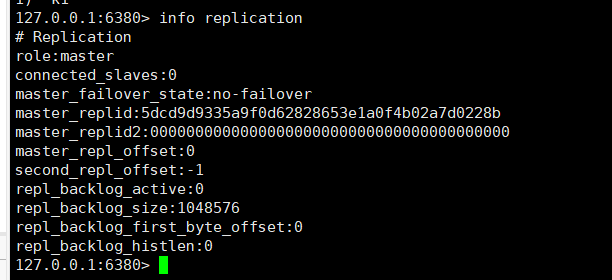 1) "k1"
127.0.0.1:6380> info replication
# Replication
role:master
connected_slaves:0
master_failover_state:no-failover
master_replid:5dcd9d9335a9f0d62828653e1a0f4b02a7d0228b
master_replid2:0000000000000000000000000000000000000000
master_repl_offset:0
second_repl_offset:-1
repl_backlog_active:0
repl_backlog_size:1048576
repl_backlog_first_byte_offset:0
repl_backlog_histlen:0
127.0.0.1:6380>